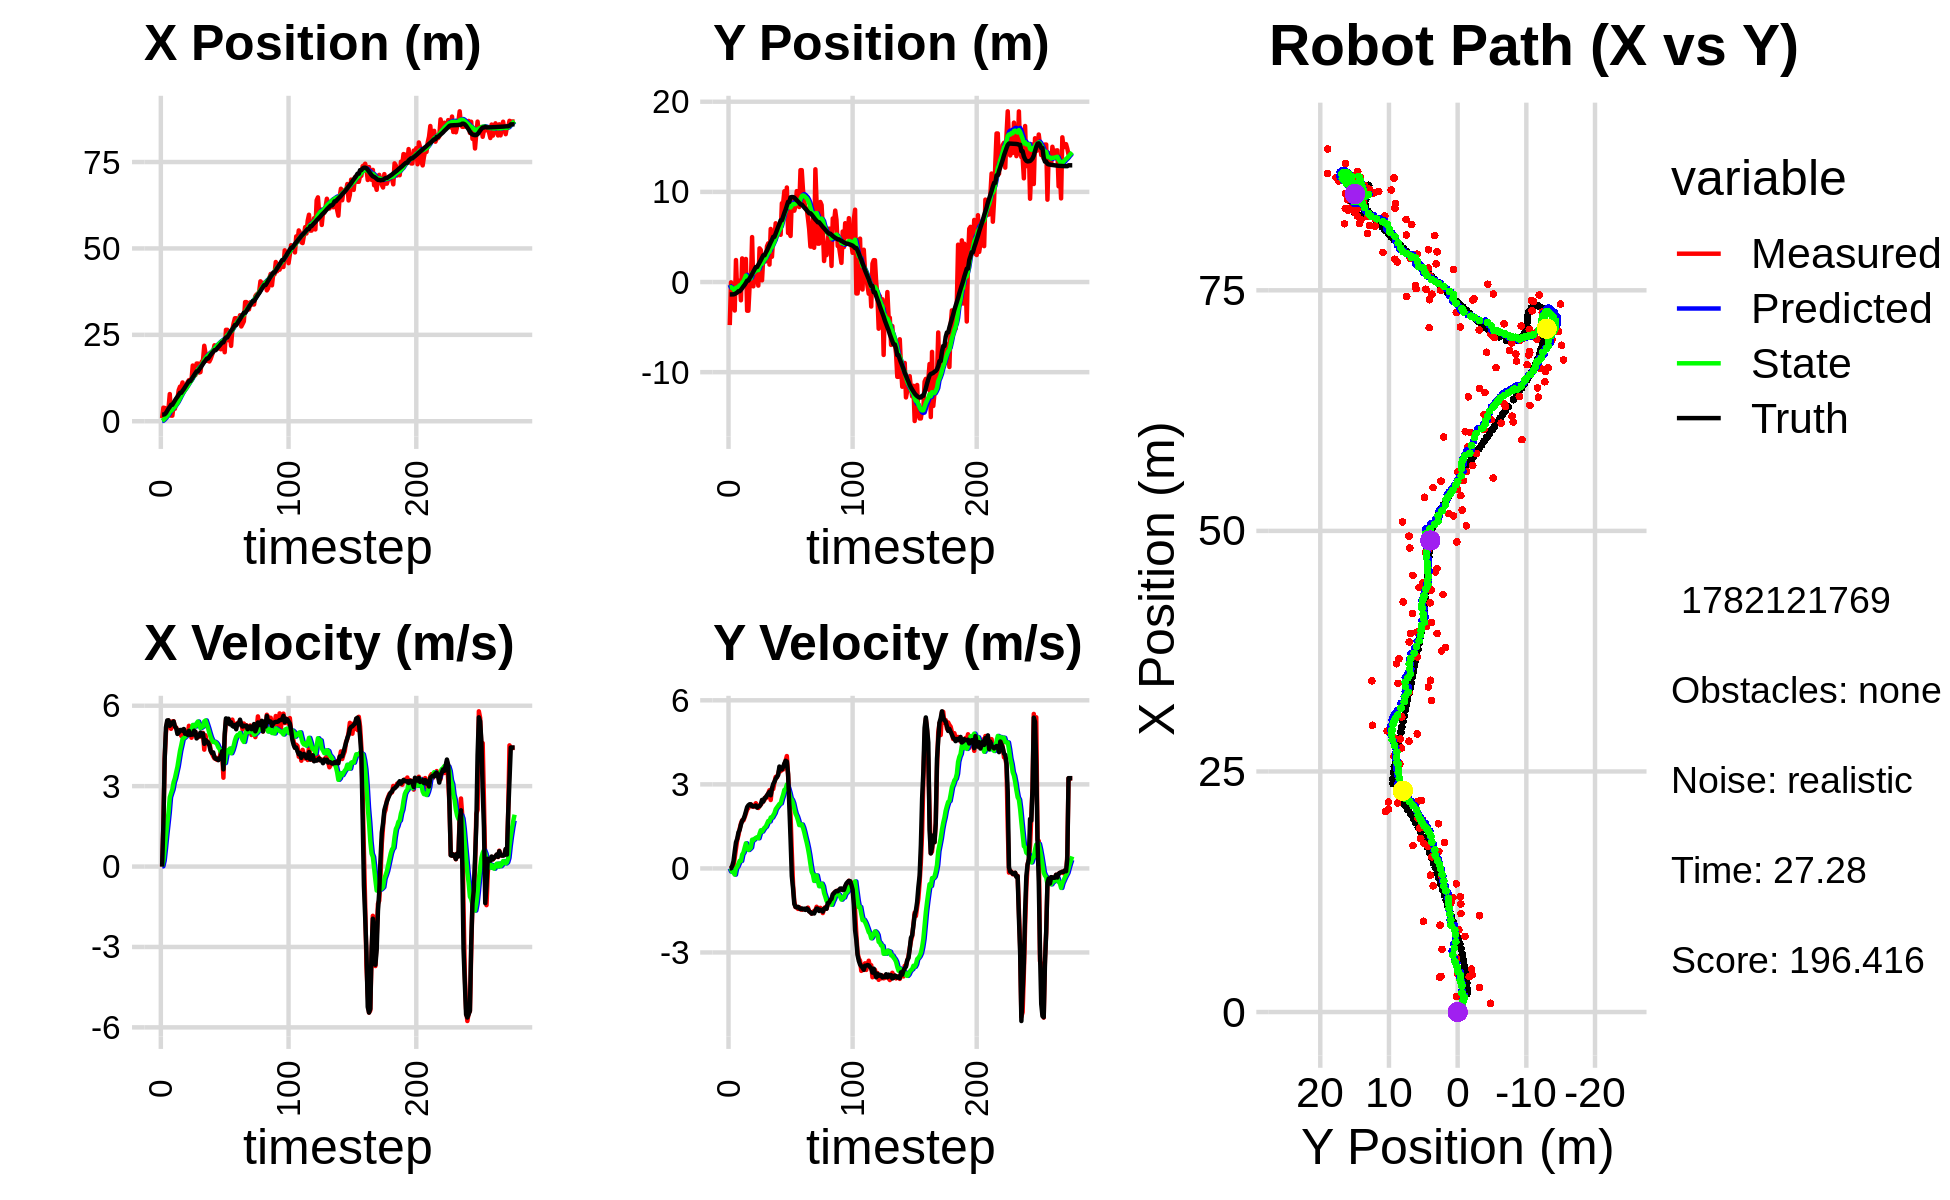 X Position (m)
75
50
25
0
0
100
200
timestep
Y Position (m)
20
10
0
-10
0
100
200
timestep
X Velocity (m/s)
6
3
0
-3
-6
0
100
200
timestep
Y Velocity (m/s)
6
3
0
-3
0
100
200
timestep
Robot Path (X vs Y)
X Position (m)
75
50
25
0
20 10 0 -10 -20
Y Position (m)
variable
Measured
Predicted
State
Truth
1782121769
Obstacles: none
Noise: realistic
Time: 27.28
Score: 196.416